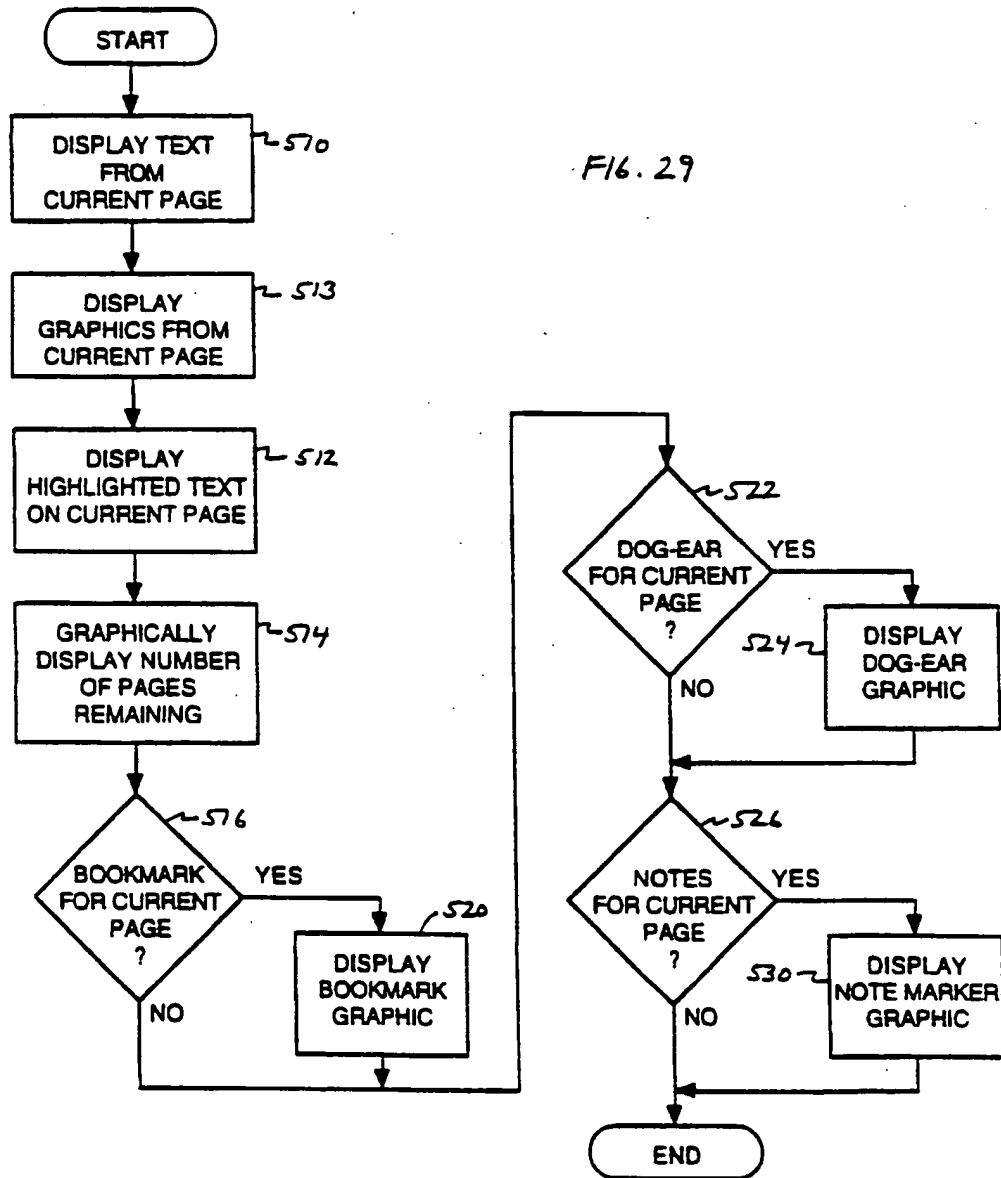 START
DISPLAY TEXT
FROM
CURRENT PAGE
510
FIG. 29
DISPLAY
GRAPHICS FROM
CURRENT PAGE
513
DISPLAY
HIGHLIGHTED TEXT
ON CURRENT PAGE
512
GRAPHICALLY
DISPLAY NUMBER
OF PAGES
REMAINING
514
BOOKMARK
FOR CURRENT
PAGE
?
516
YES
NO
520
DISPLAY
BOOKMARK
GRAPHIC
522
DOG-EAR
FOR CURRENT
PAGE
?
YES
NO
524
DISPLAY
DOG-EAR
GRAPHIC
526
NOTES
FOR CURRENT
PAGE
?
YES
NO
530
DISPLAY
NOTE MARKER
GRAPHIC
END